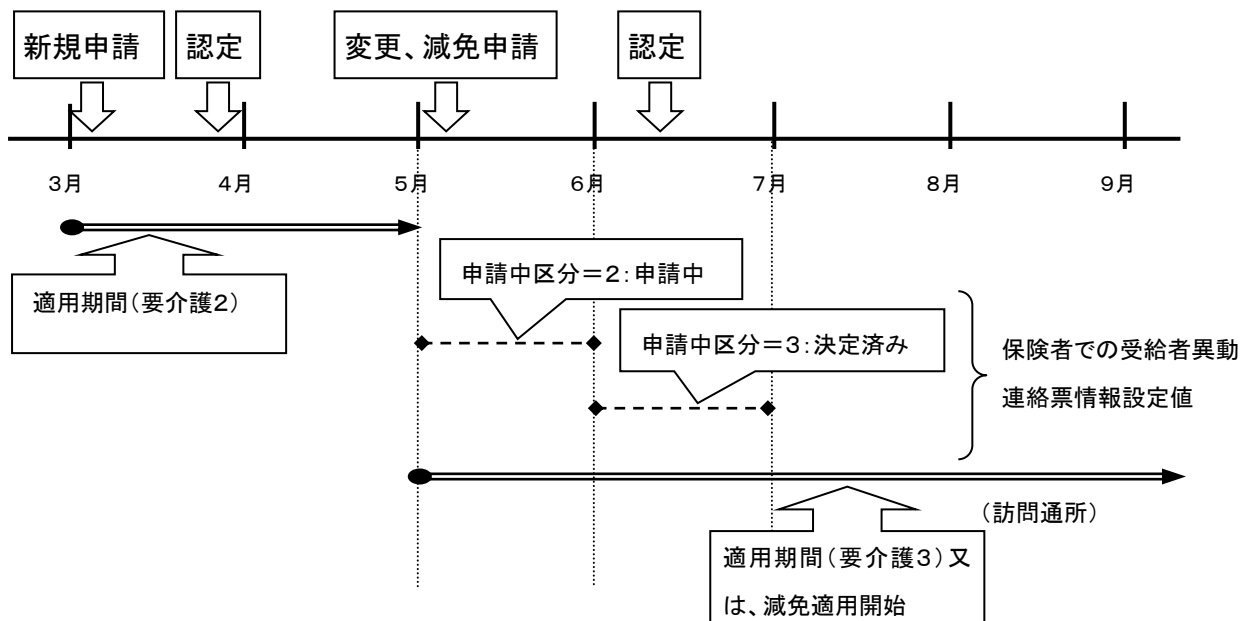 新規申請
認定
変更、減免申請
認定
3月
4月
5月
6月
7月
8月
9月
申請中区分=2:申請中
適用期間(要介護2)
申請中区分=3:決定済み
保険者での受給者異動
連絡票情報設定値
(訪問通所)
適用期間(要介護3)又
は、減免適用開始